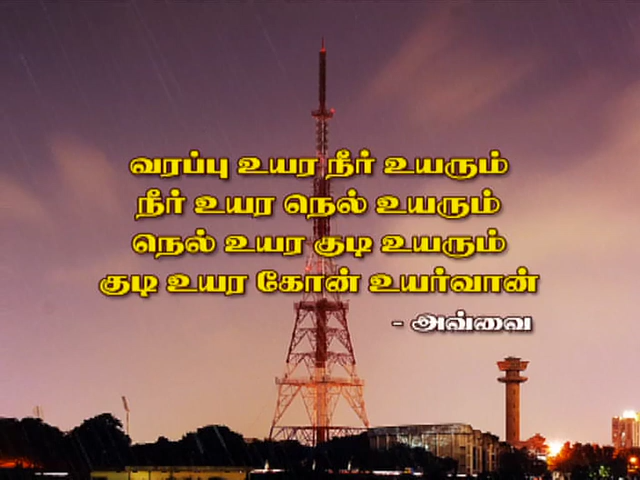 வரப்பு உயர நீர் உயரும்
நீர் உயர நெல் உயரும்
நெல் உயர குடி உயரும்
குடி உயர கோன் உயர்வான்
- அவ்வை